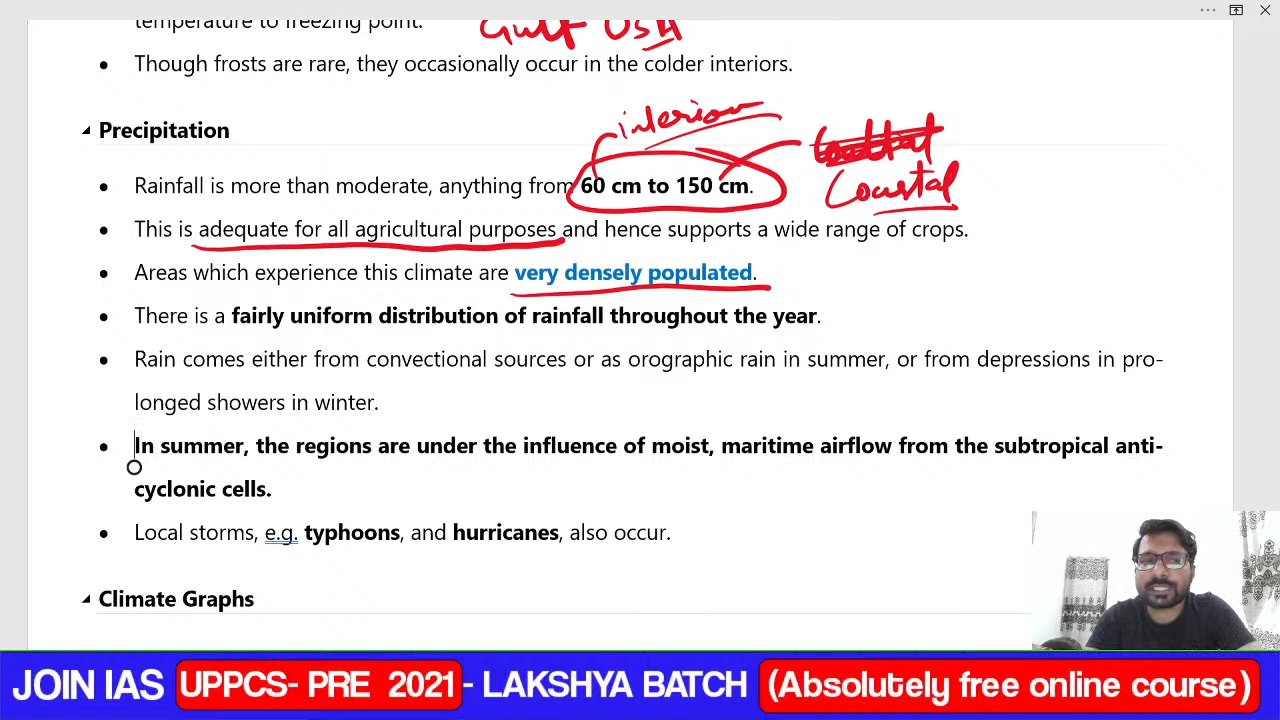 temperature to freezing point.
Gulf USA
Though frosts are rare, they occasionally occur in the colder interiors.
Precipitation
interior
Coastal
Rainfall is more than moderate, anything from 60 cm to 150 cm.
This is adequate for all agricultural purposes and hence supports a wide range of crops.
Areas which experience this climate are very densely populated.
There is a fairly uniform distribution of rainfall throughout the year.
Rain comes either from convectional sources or as orographic rain in summer, or from depressions in pro-
longed showers in winter.
In summer, the regions are under the influence of moist, maritime airflow from the subtropical anti-
cyclonic cells.
Local storms, e.g. typhoons, and hurricanes, also occur.
Climate Graphs
JOIN IAS UPPCS- PRE 2021 - LAKSHYA BATCH (Absolutely free online course)